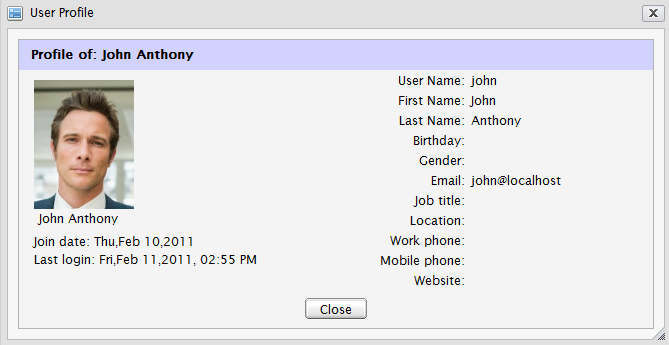 User Profile
Profile of: John Anthony
John Anthony
Join date: Thu,Feb 10,2011
Last login: Fri,Feb 11,2011, 02:55 PM
User Name: john
First Name: John
Last Name: Anthony
Birthday:
Gender:
Email: john@localhost
Job title:
Location:
Work phone:
Mobile phone:
Website:
Close